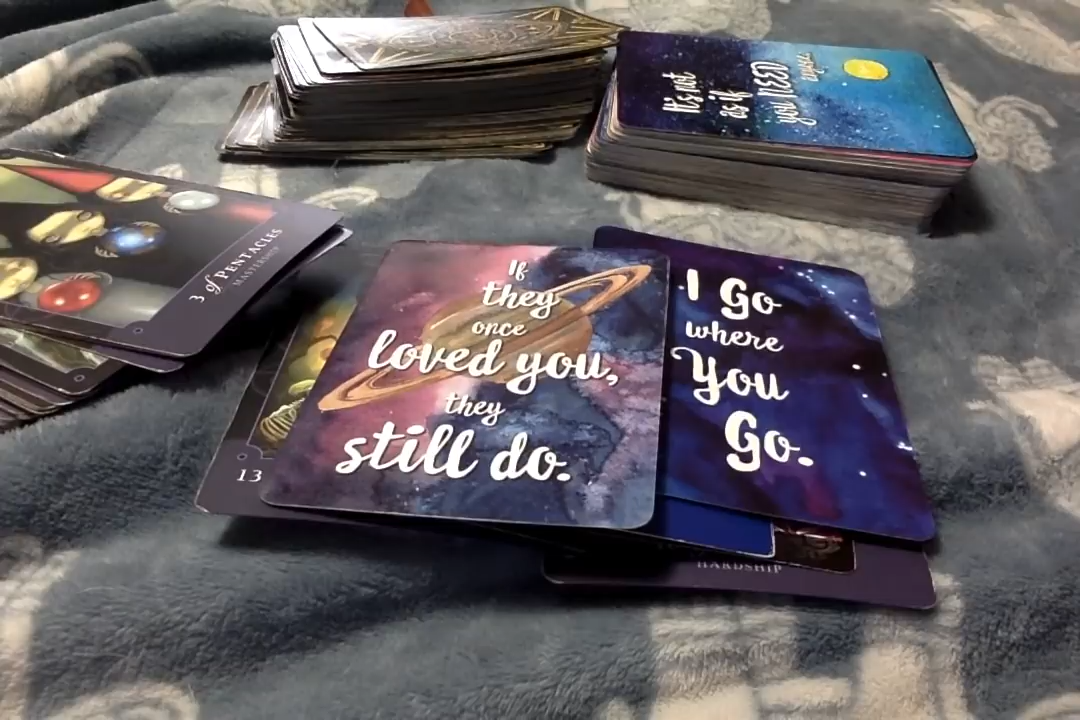 It's not
as if
you NEED
3 of PENTACLES
MASTERSHIP
If
they
once
loved you,
they
still do.
I Go
where
You
Go.
13
HARDSHIP